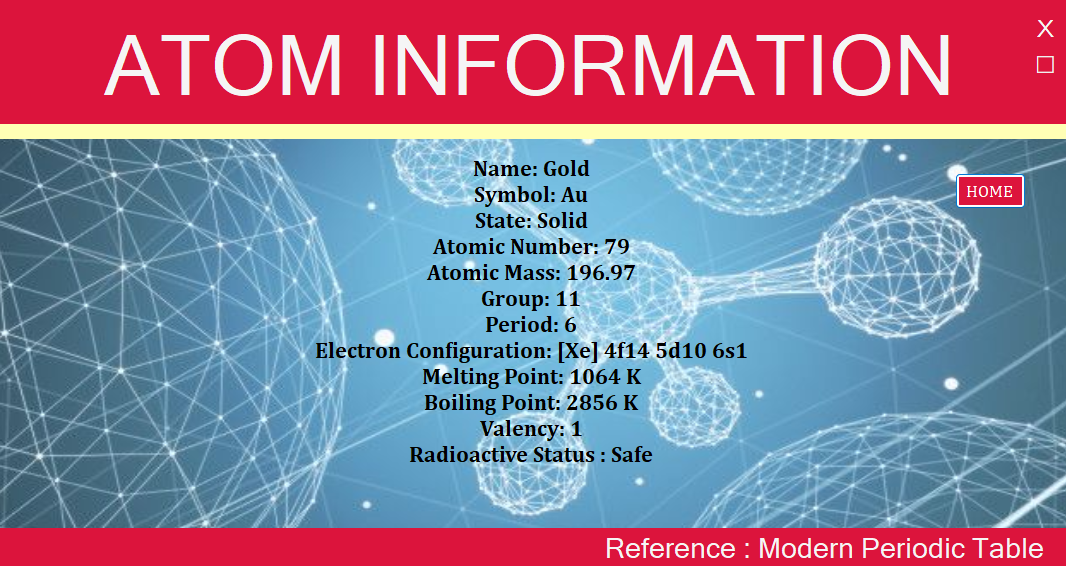 ATOM INFORMATION
X
Name: Gold
HOME
Symbol: Au
State: Solid
Atomic Number: 79
Atomic Mass: 196.97
Group: 11
Period: 6
Electron Configuration: [Xe] 4f14 5d10 6s1
Melting Point: 1064 K
Boiling Point: 2856 K
Valency: 1
Radioactive Status : Safe
Reference : Modern Periodic Table